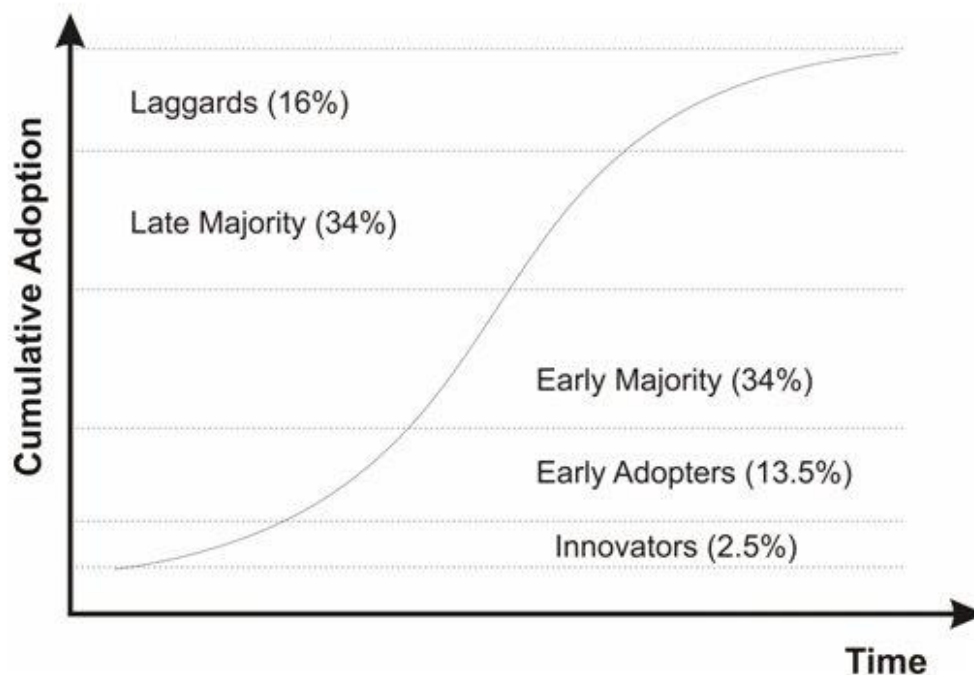 Laggards (16%)
Late Majority (34%)
Early Majority (34%)
Early Adopters (13.5%)
Innovators (2.5%)
Cumulative Adoption
Time